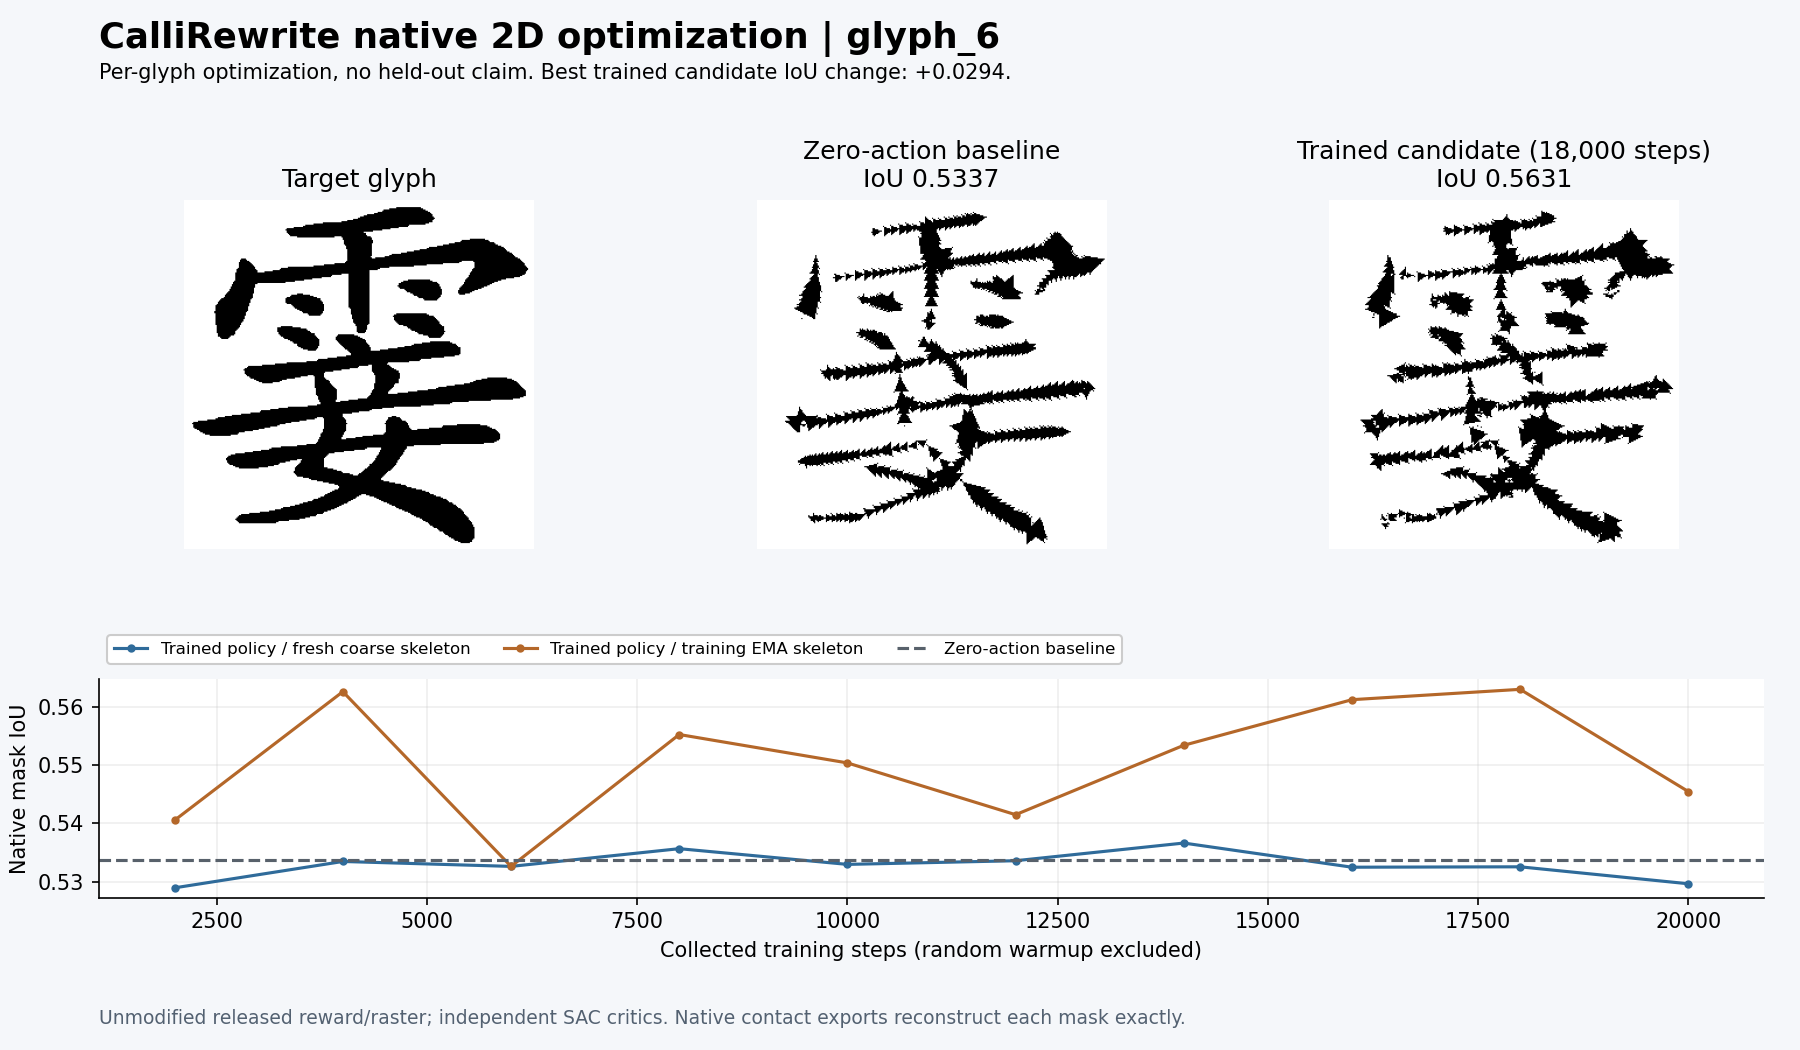 CalliRewrite native 2D optimization | glyph_6
Per-glyph optimization, no held-out claim. Best trained candidate IoU change: +0.0294.
Target glyph
霎
Zero-action baseline
IoU 0.5337
霎
Trained candidate (18,000 steps)
IoU 0.5631
霎
Trained policy / fresh coarse skeleton
Trained policy / training EMA skeleton
Zero-action baseline
Native mask IoU
0.56
0.55
0.54
0.53
2500 5000 7500 10000 12500 15000 17500 20000
Collected training steps (random warmup excluded)
Unmodified released reward/raster; independent SAC critics. Native contact exports reconstruct each mask exactly.